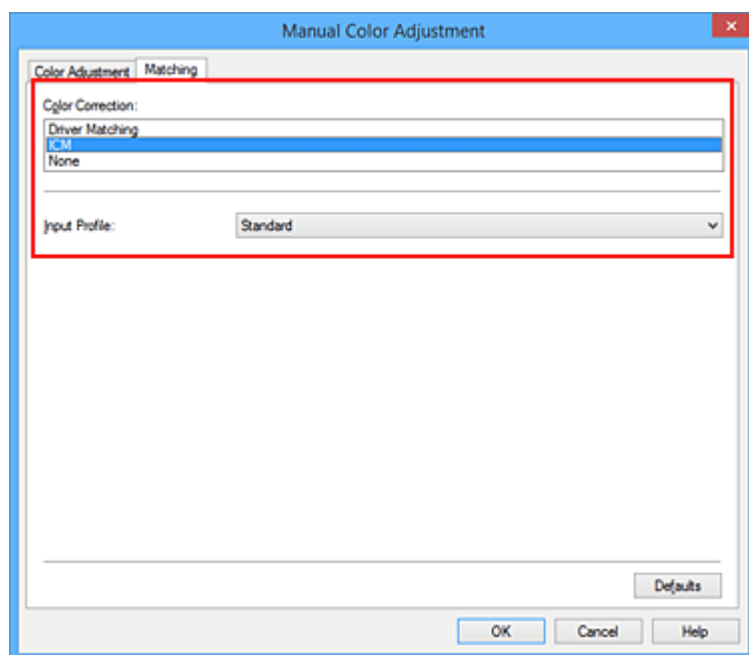 Manual Color Adjustment
Color Adjustment Matching
Color Correction:
Driver Matching
ICM
None
Input Profile: Standard
Defaults
OK Cancel Help